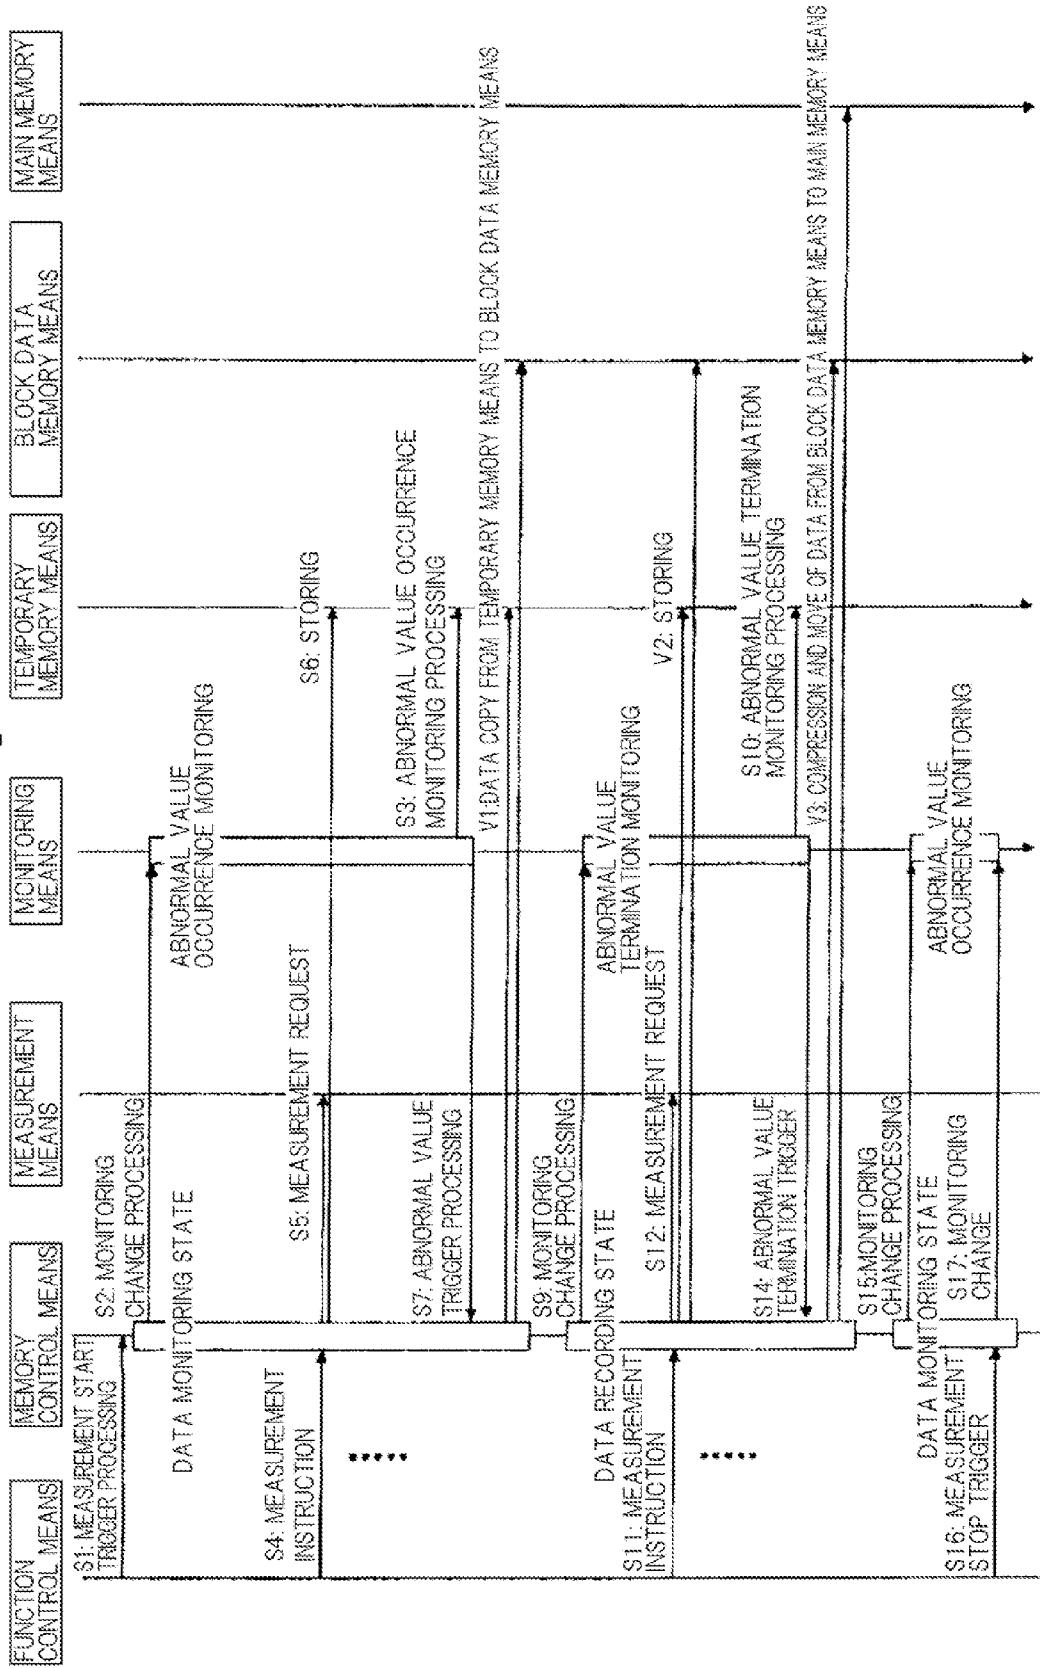 FUNCTION
CONTROL MEANS
MEMORY
CONTROL MEANS
MEASUREMENT
MEANS
MONITORING
MEANS
TEMPORARY
MEMORY MEANS
BLOCK DATA
MEMORY MEANS
MAIN MEMORY
MEANS
S1: MEASUREMENT START
TRIGGER PROCESSING
S2: MONITORING
CHANGE PROCESSING
DATA MONITORING STATE
ABNORMAL VALUE
OCCURRENCE MONITORING
S4: MEASUREMENT
INSTRUCTION
S5: MEASUREMENT REQUEST
S6: STORING
S3: ABNORMAL VALUE OCCURRENCE
MONITORING PROCESSING
S7: ABNORMAL VALUE
TRIGGER PROCESSING
V1:DATA COPY FROM TEMPORARY MEMORY MEANS TO BLOCK DATA MEMORY MEANS
S9: MONITORING
CHANGE PROCESSING
DATA RECORDING STATE
ABNORMAL VALUE
TERMINATION MONITORING
S11: MEASUREMENT
INSTRUCTION
S12: MEASUREMENT REQUEST
V2: STORING
S10: ABNORMAL VALUE TERMINATION
MONITORING PROCESSING
S14: ABNORMAL VALUE
TERMINATION TRIGGER
V3: COMPRESSION AND MOVE OF DATA FROM BLOCK DATA MEMORY MEANS TO MAIN MEMORY MEANS
S15:MONITORING
CHANGE PROCESSING
DATA MONITORING STATE
ABNORMAL VALUE
OCCURRENCE MONITORING
S16: MEASUREMENT
STOP TRIGGER
S17: MONITORING
CHANGE